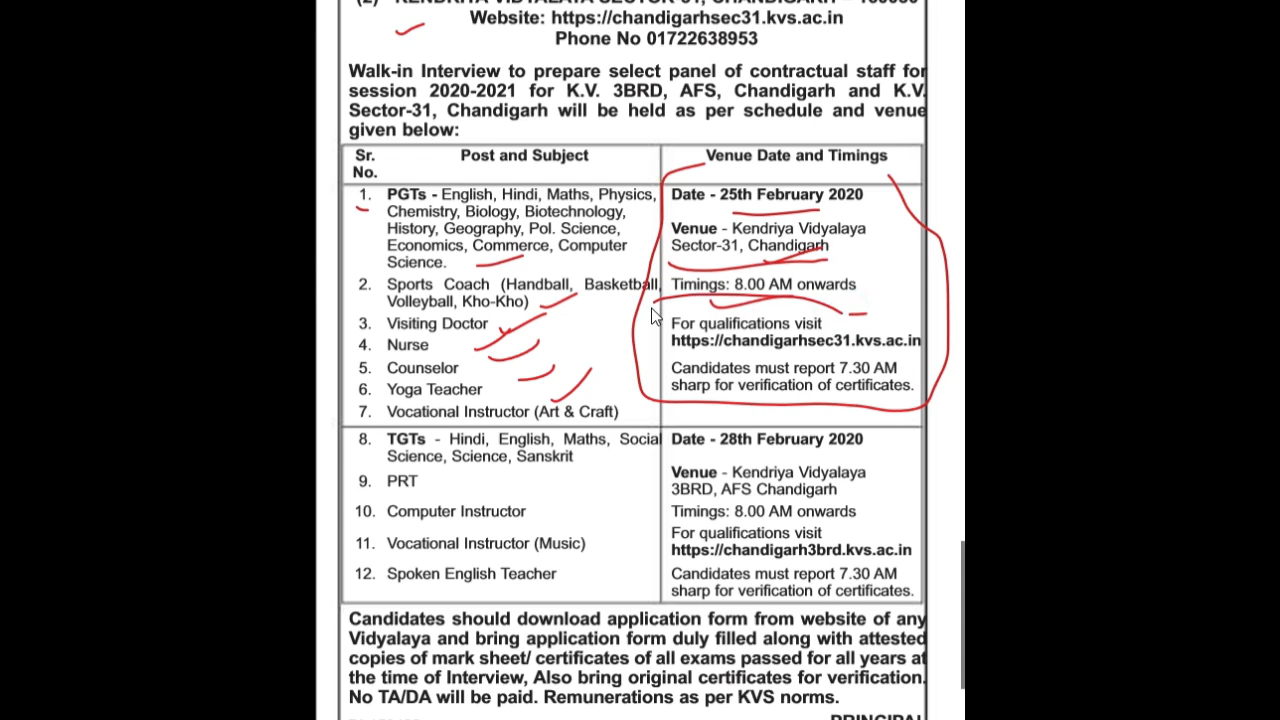 (2) KENDRIYA VIDYALAYA SECTOR-31, CHANDIGARH -
Website: https://chandigarhsec31.kvs.ac.in
Phone No 01722638953
Walk-in Interview to prepare select panel of contractual staff for
session 2020-2021 for K.V. 3BRD, AFS, Chandigarh and K.V.
Sector-31, Chandigarh will be held as per schedule and venue
given below:
Sr. No.
Post and Subject
Venue Date and Timings
1. PGTs - English, Hindi, Maths, Physics,
Chemistry, Biology, Biotechnology,
History, Geography, Pol. Science,
Economics, Commerce, Computer
Science.
2. Sports Coach (Handball, Basketball,
Volleyball, Kho-Kho)
3. Visiting Doctor
4. Nurse
5. Counselor
6. Yoga Teacher
7. Vocational Instructor (Art & Craft)
Date - 25th February 2020
Venue - Kendriya Vidyalaya
Sector-31, Chandigarh
Timings: 8.00 AM onwards
For qualifications visit
https://chandigarhsec31.kvs.ac.in
Candidates must report 7.30 AM
sharp for verification of certificates.
8. TGTs - Hindi, English, Maths, Social
Science, Science, Sanskrit
9. PRT
10. Computer Instructor
11. Vocational Instructor (Music)
12. Spoken English Teacher
Date - 28th February 2020
Venue - Kendriya Vidyalaya
3BRD, AFS Chandigarh
Timings: 8.00 AM onwards
For qualifications visit
https://chandigarh3brd.kvs.ac.in
Candidates must report 7.30 AM
sharp for verification of certificates.
Candidates should download application form from website of any
Vidyalaya and bring application form duly filled along with attested
copies of mark sheet/ certificates of all exams passed for all years at
the time of Interview, Also bring original certificates for verification.
No TA/DA will be paid. Remunerations as per KVS norms.
PRINCIPAL